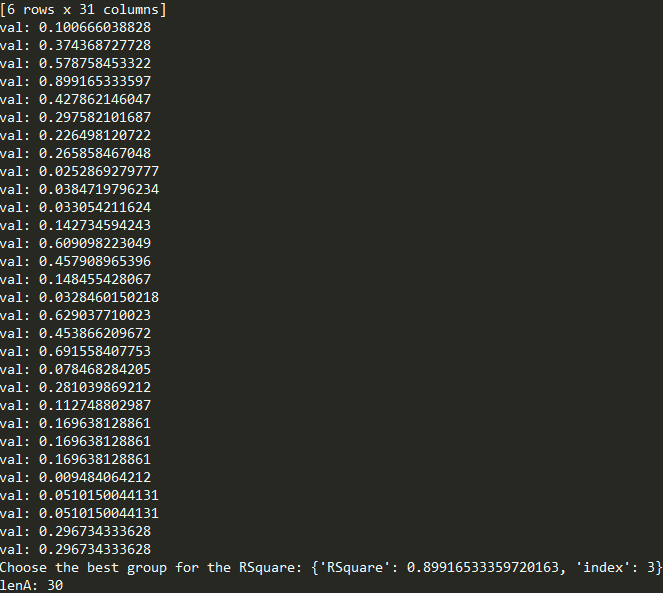 [6 rows x 31 columns]
val: 0.100666038828
val: 0.374368727728
val: 0.578758453322
val: 0.899165333597
val: 0.427862146047
val: 0.297582101687
val: 0.226498120722
val: 0.265858467048
val: 0.0252869279777
val: 0.0384719796234
val: 0.033054211624
val: 0.142734594243
val: 0.609098223049
val: 0.457908965396
val: 0.148455428067
val: 0.0328460150218
val: 0.629037710023
val: 0.453866209672
val: 0.691558407753
val: 0.078468284205
val: 0.281039869212
val: 0.112748802987
val: 0.169638128861
val: 0.169638128861
val: 0.169638128861
val: 0.009484064212
val: 0.0510150044131
val: 0.0510150044131
val: 0.296734333628
val: 0.296734333628
Choose the best group for the RSquare: {'RSquare': 0.89916533359720163, 'index': 3}
lenA: 30